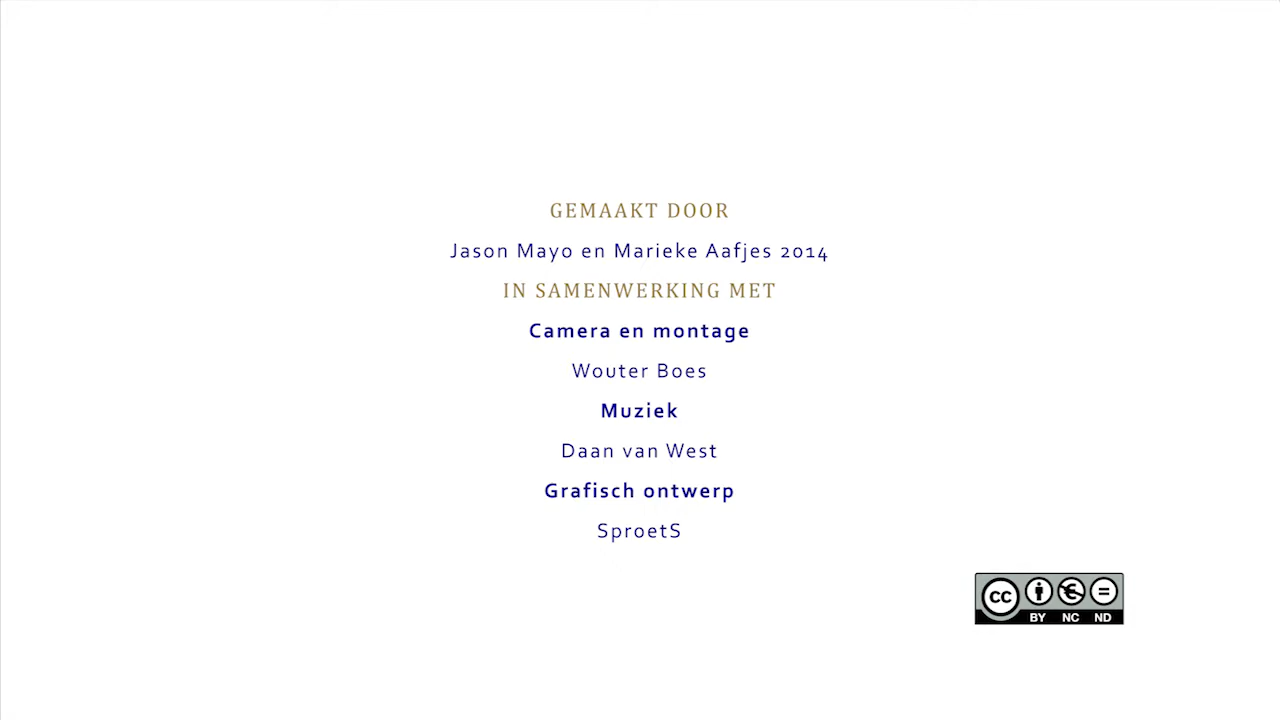 GEMAAKT DOOR
Jason Mayo en Marieke Aafjes 2014
IN SAMENWERKING MET
Camera en montage
Wouter Boes
Muziek
Daan van West
Grafisch ontwerp
SproetS
CC BY NC ND